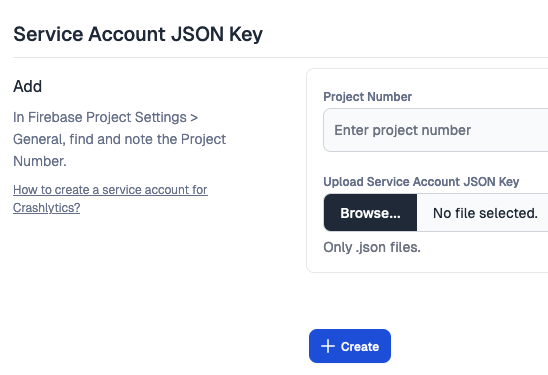 Service Account JSON Key
Add
In Firebase Project Settings >
General, find and note the Project
Number.
How to create a service account for
Crashlytics?
Project Number
Enter project number
Upload Service Account JSON Key
Browse... No file selected.
Only .json files.
Create